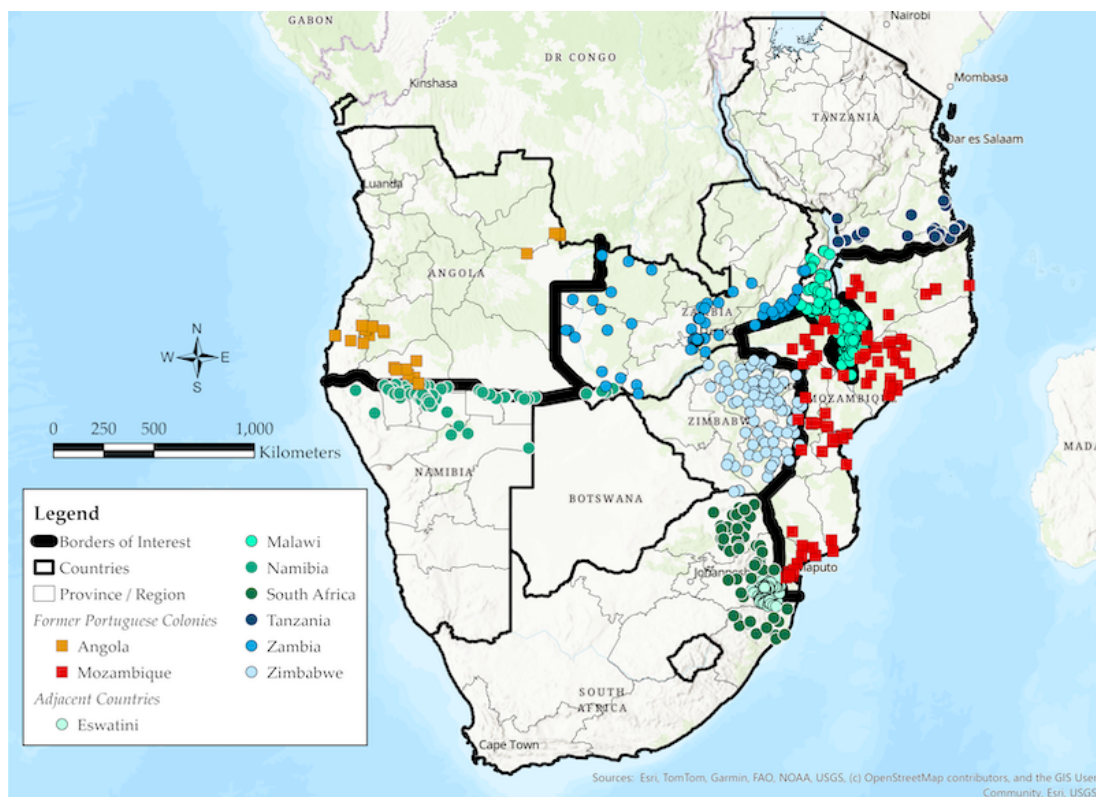 GABON
Nairobi
DR CONGO
Kinshasa
Mombasa
TANZANIA
Dar es Salaam
Luanda
ANGOLA
N
W E
S
MOZAMBIQUE
ZIMBABW
0 250 500 1,000
Kilometers
MADA
NAMIBIA
BOTSWANA
Maputo
SOUTH
AFRICA
Cape Town
Legend
Borders of Interest
Countries
Province / Region
Former Portuguese Colonies
Angola
Mozambique
Adjacent Countries
Eswatini
Malawi
Namibia
South Africa
Tanzania
Zambia
Zimbabwe
Sources: Esri, TomTom, Garmin, FAO, NOAA, USGS, (c) OpenStreetMap contributors, and the GIS User
Community, Esri, USGS